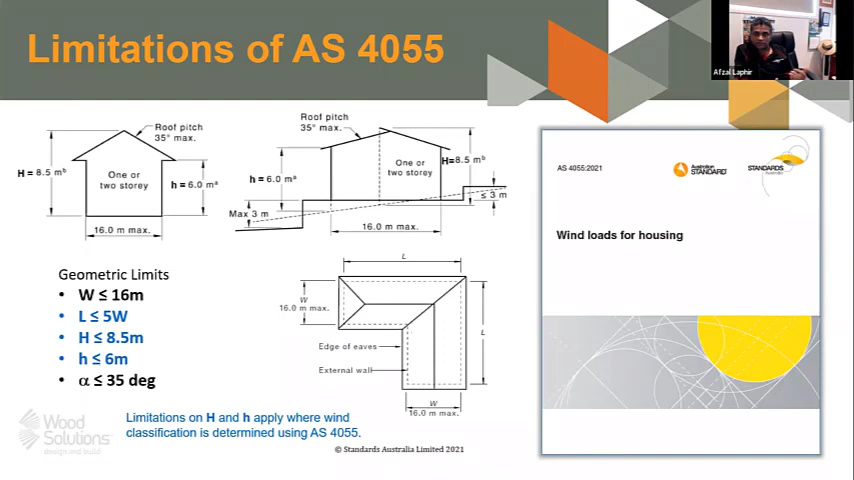 Limitations of AS 4055
Afzal Laphir
Roof pitch
35° max.
H = 8.5 mᵇ
One or
two storey
h = 6.0 mᵃ
16.0 m max.
Roof pitch
35° max.
H=8.5 mᵇ
One or
two storey
h = 6.0 mᵃ
≤ 3 m
Max 3 m
16.0 m max.
Geometric Limits
• W ≤ 16m
• L ≤ 5W
• H ≤ 8.5m
• h ≤ 6m
• α ≤ 35 deg
L
W
16.0 m max.
L
Edge of eaves
External wall
W
16.0 m max.
Limitations on H and h apply where wind
classification is determined using AS 4055.
© Standards Australia Limited 2021
Wood
Solutions
design and build
AS 4055:2021
Australian
STANDARD
STANDARDS
Australia
Wind loads for housing